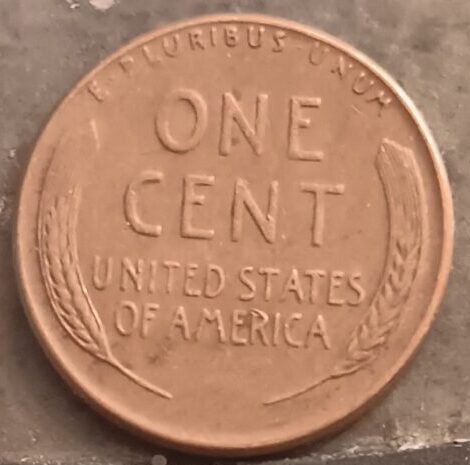 E PLURIBUS UNUM
ONE
CENT
UNITED STATES
OF AMERICA